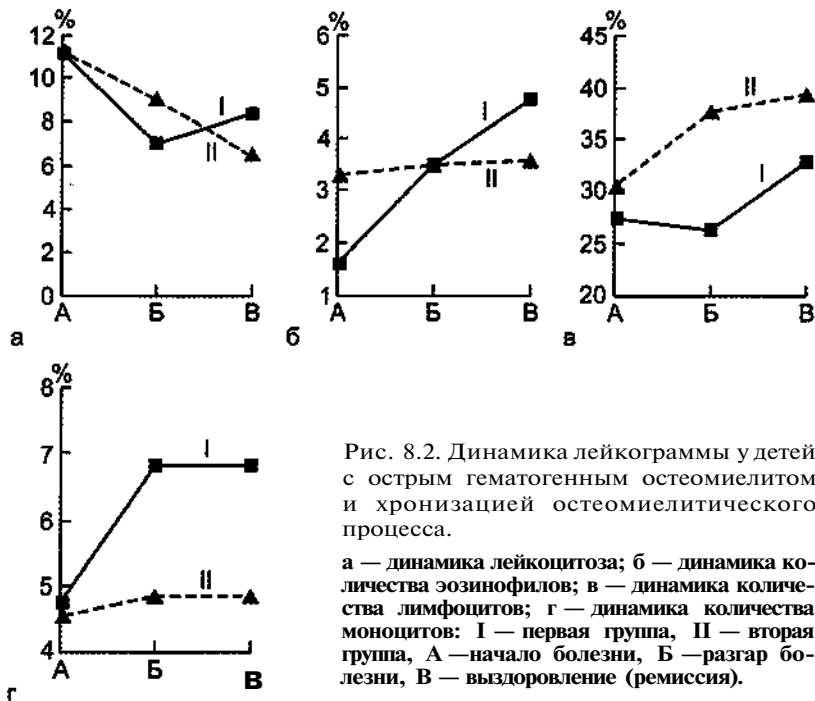 %
12
10
8
6
4
2
0
I
II
А Б В
а
%
6
5
4
3
2
1
I
II
А Б В
б
%
45
40
35
30
25
20
II
I
А Б В
в
%
8
7
6
5
4
I
II
А Б В
г
Рис. 8.2. Динамика лейкограммы у детей
с острым гематогенным остеомиелитом
и хронизацией остеомиелитического
процесса.
а — динамика лейкоцитоза; б — динамика ко-
личества эозинофилов; в — динамика количе-
ства лимфоцитов; г — динамика количества
моноцитов: I — первая группа, II — вторая
группа, А —начало болезни, Б —разгар бо-
лезни, В — выздоровление (ремиссия).